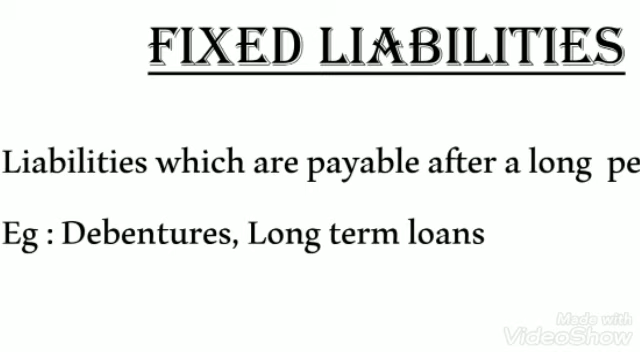 FIXED LIABILITIES
Liabilities which are payable after a long pe
Eg : Debentures, Long term loans
Made with
VideoShow